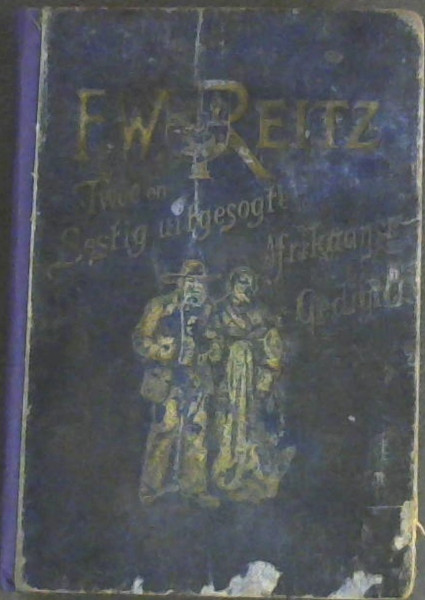 F W REITZ
Twee en
Sestig uitgesogte
Afrikaanse
Gedigte